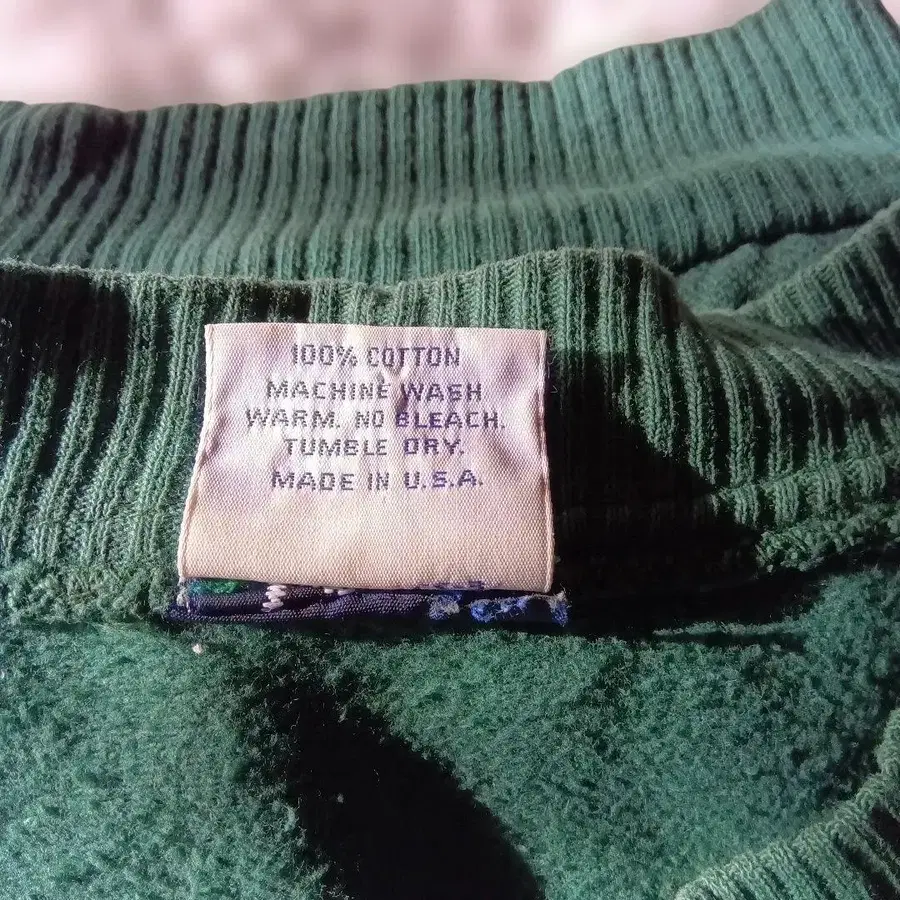 100% COTTON
MACHINE WASH
WARM. NO BLEACH.
TUMBLE DRY.
MADE IN U.S.A.